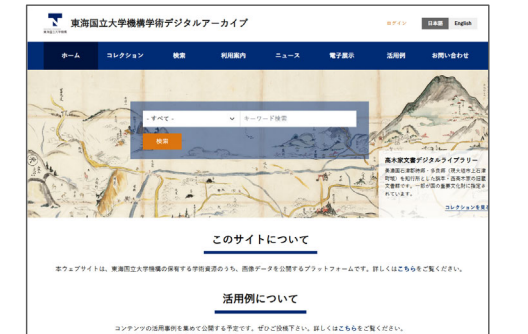 東海国立大学機構学術デジタルアーカイブ
ログイン
日本語 English
東海国立大学機構
ホーム コレクション 検索 利用案内 ニュース 電子展示 活用例 お問い合わせ
- すべて - キーワード検索
検索
高木家文書デジタルライブラリー
コレクションを見る
このサイトについて
本ウェブサイトは、東海国立大学機構の保有する学術資源のうち、画像データを公開するプラットフォームです。詳しくはこちらをご覧ください。
活用例について
コンテンツの活用事例を集めて公開する予定です。ぜひご投稿下さい。詳しくはこちらをご覧ください。